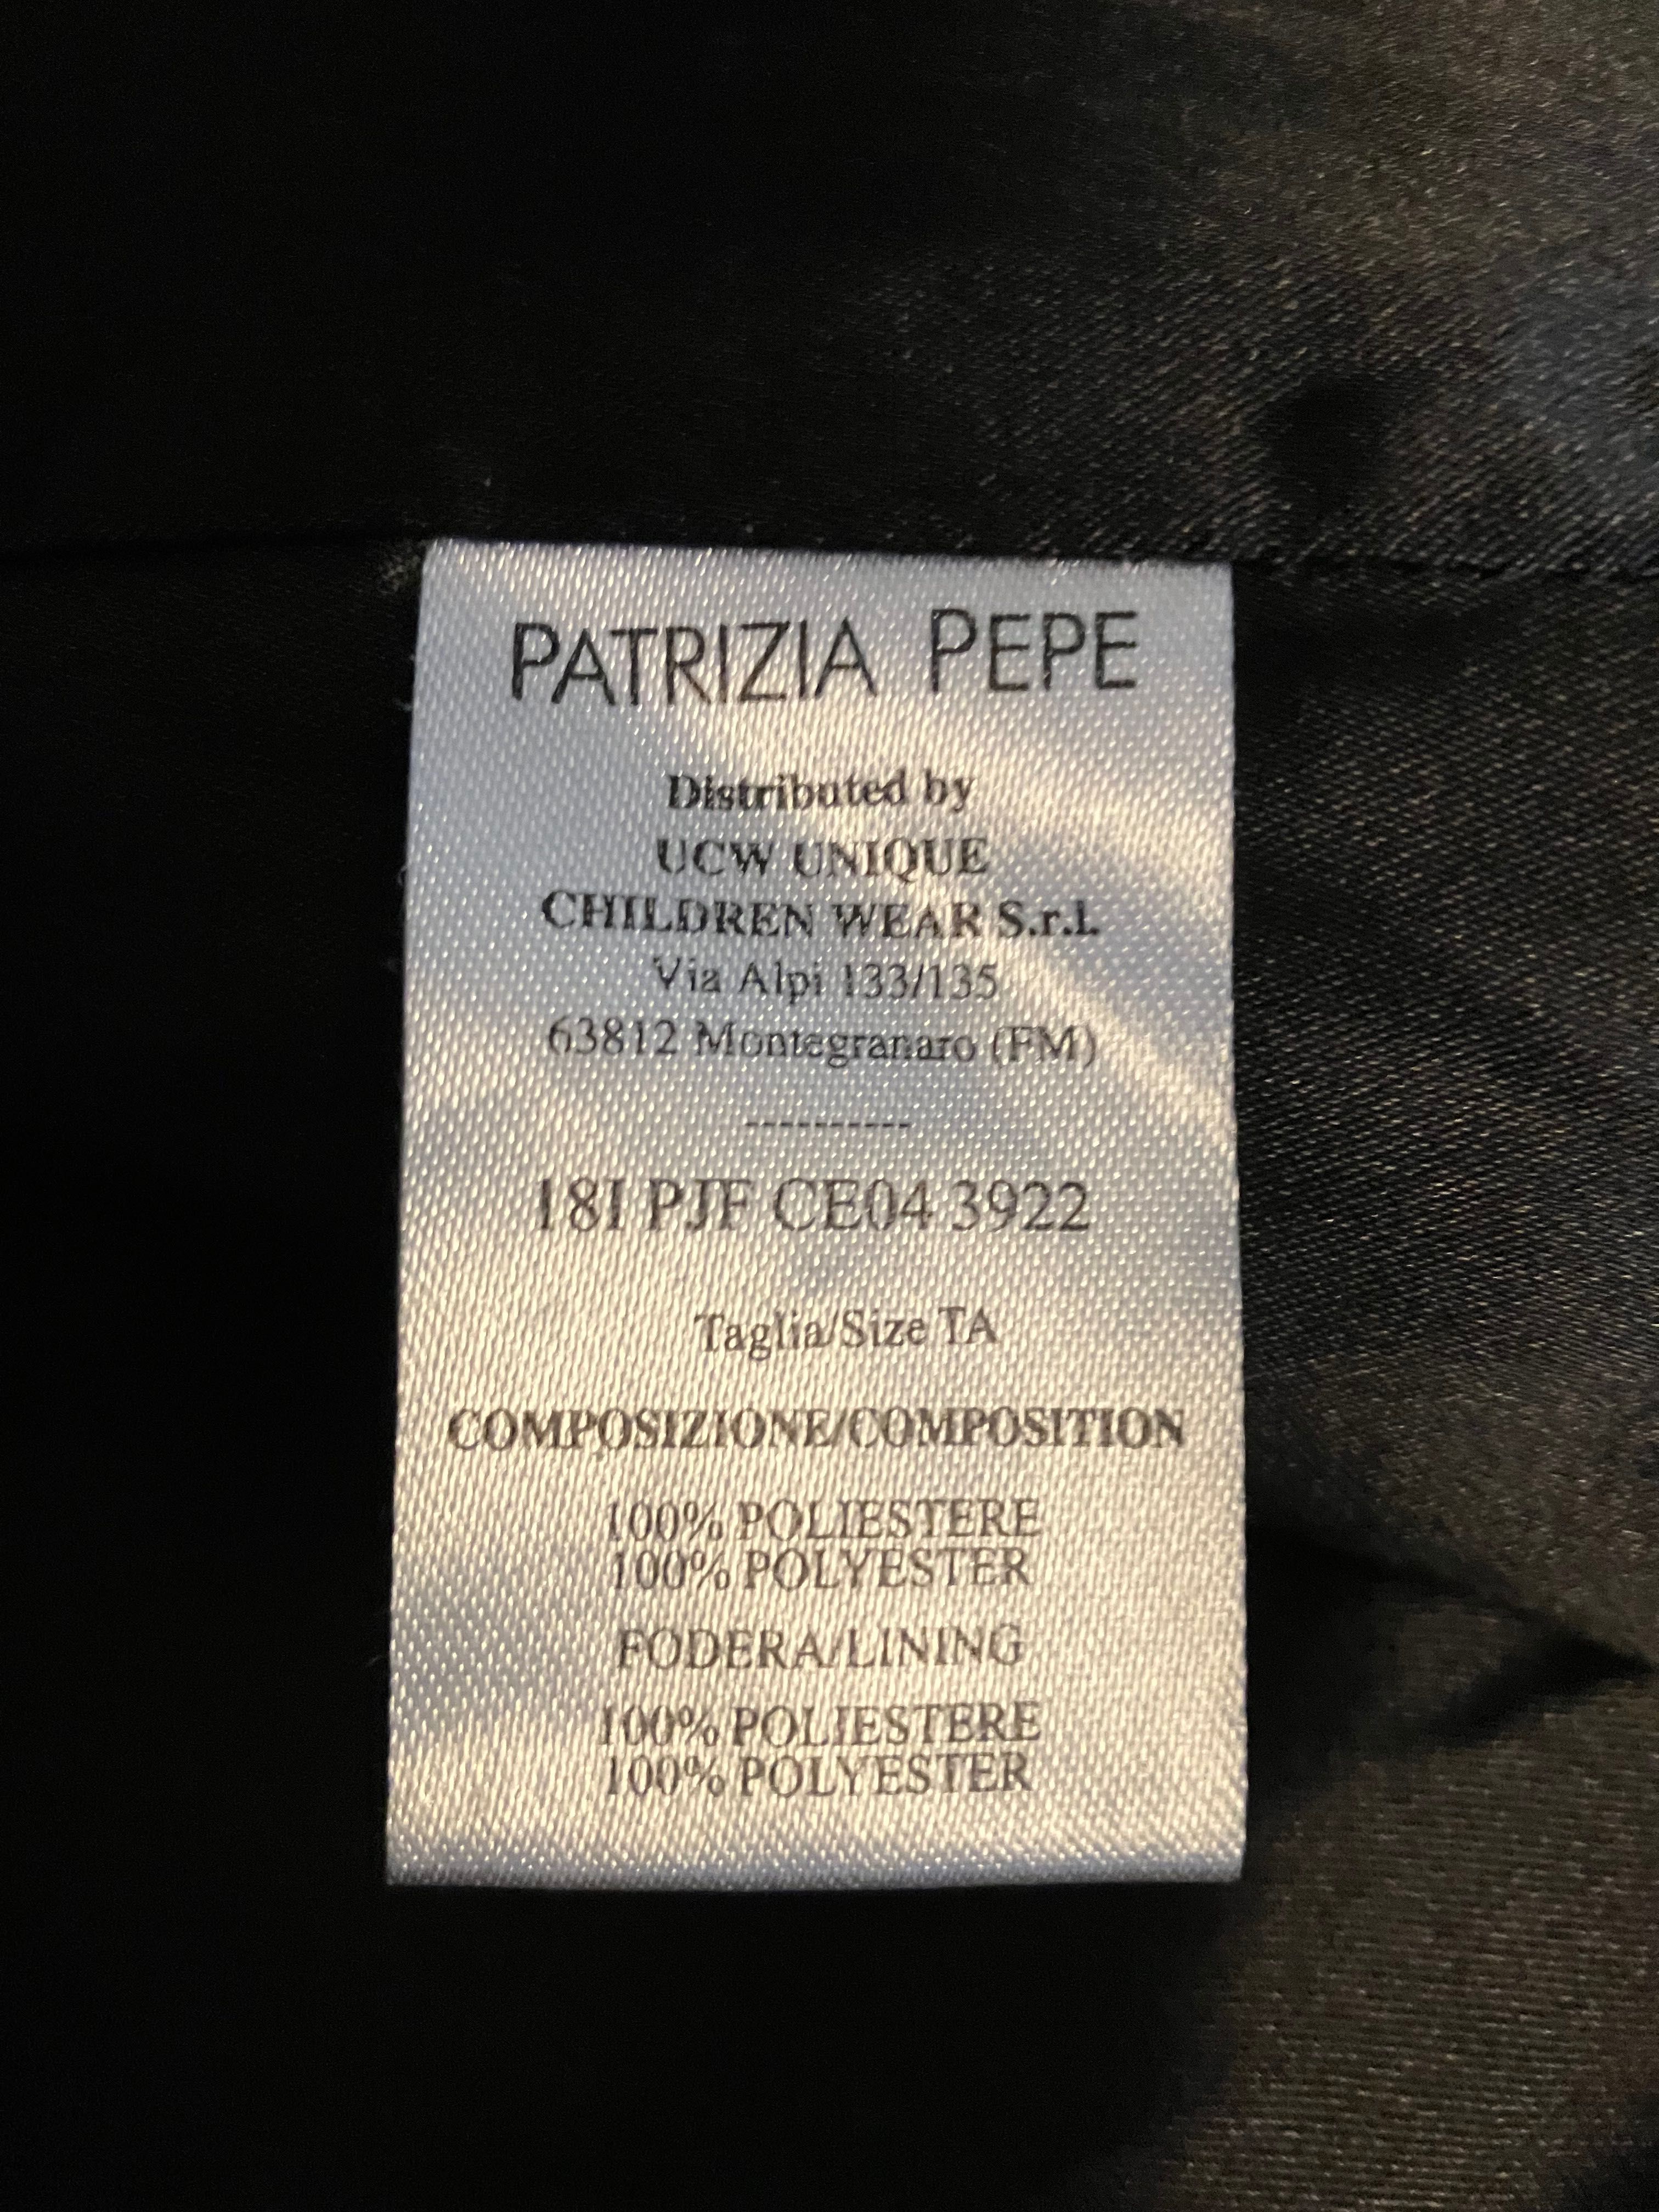 PATRIZIA PEPE
Distributed by
UCW UNIQUE
CHILDREN WEAR S.r.l.
Via Alpi 133/135
63812 Montegranaro (FM)
----------
18I PJF CE04 3922
Taglia/Size TA
COMPOSIZIONE/COMPOSITION
100% POLIESTERE
100% POLYESTER
FODERA/LINING
100% POLIESTERE
100% POLYESTER